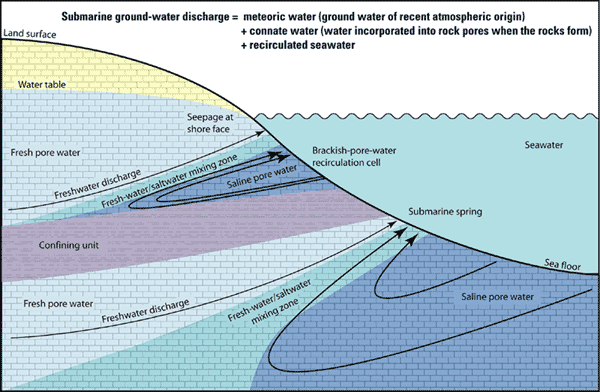 Submarine ground-water discharge = meteoric water (ground water of recent atmospheric origin)
+ connate water (water incorporated into rock pores when the rocks form)
+ recirculated seawater
Land surface
Water table
Seepage at
shore face
Fresh pore water
Freshwater discharge
Fresh-water/saltwater mixing zone
Saline pore water
Brackish-pore-water
recirculation cell
Seawater
Submarine spring
Confining unit
Sea floor
Fresh pore water
Freshwater discharge
Fresh-water/saltwater
mixing zone
Saline pore water